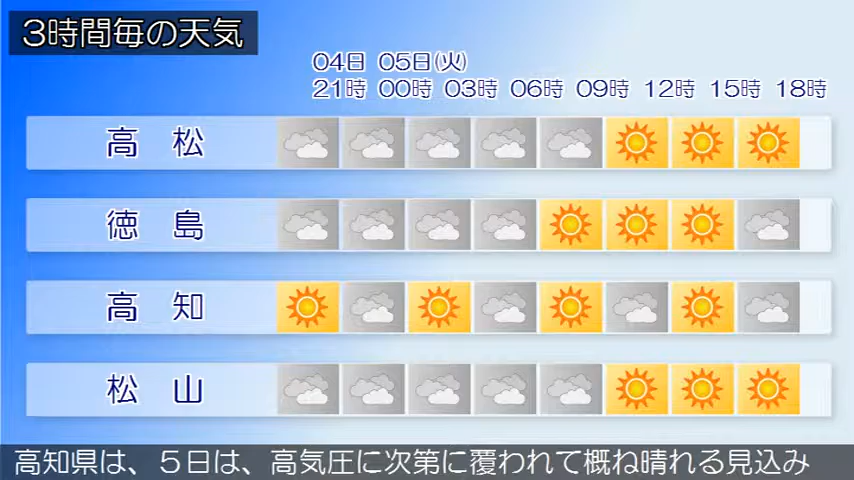 3時間毎の天気
04日 05日(火)
21時 00時 03時 06時 09時 12時 15時 18時
高 松
徳 島
高 知
松 山
高知県は、５日は、高気圧に次第に覆われて概ね晴れる見込み